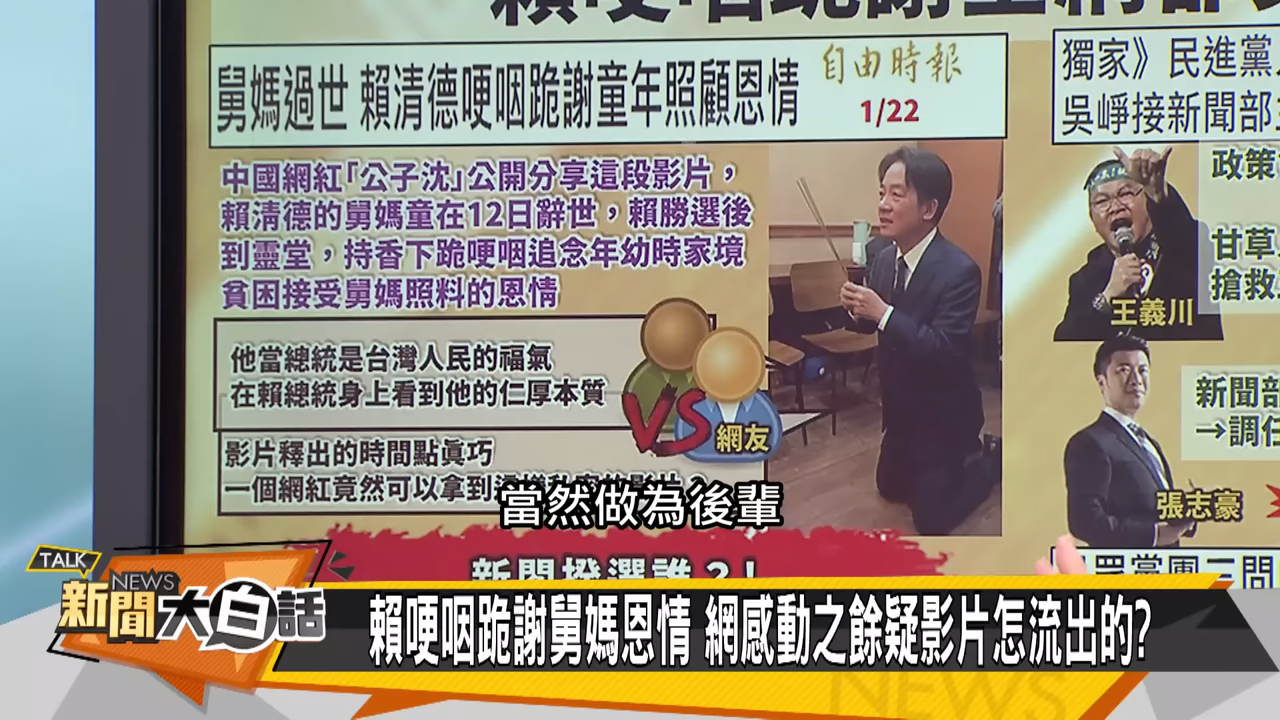 賴哽咽跪謝
舅媽過世 賴清德哽咽跪謝童年照顧恩情
自由時報
1/22
中國網紅「公子沈」公開分享這段影片，
賴清德的舅媽童在12日辭世，賴勝選後
到靈堂，持香下跪哽咽追念年幼時家境
貧困接受舅媽照料的恩情
他當總統是台灣人民的福氣
在賴總統身上看到他的仁厚本質
VS
網友
影片釋出的時間點真巧
一個網紅竟然可以拿到
獨家》民進黨
吳崢接新聞部
政策
甘草
搶救
王義川
新聞部
→調任
張志豪
當然做為後輩
TALK
NEWS
新聞大白話
賴哽咽跪謝舅媽恩情 網感動之餘疑影片怎流出的?
NEWS